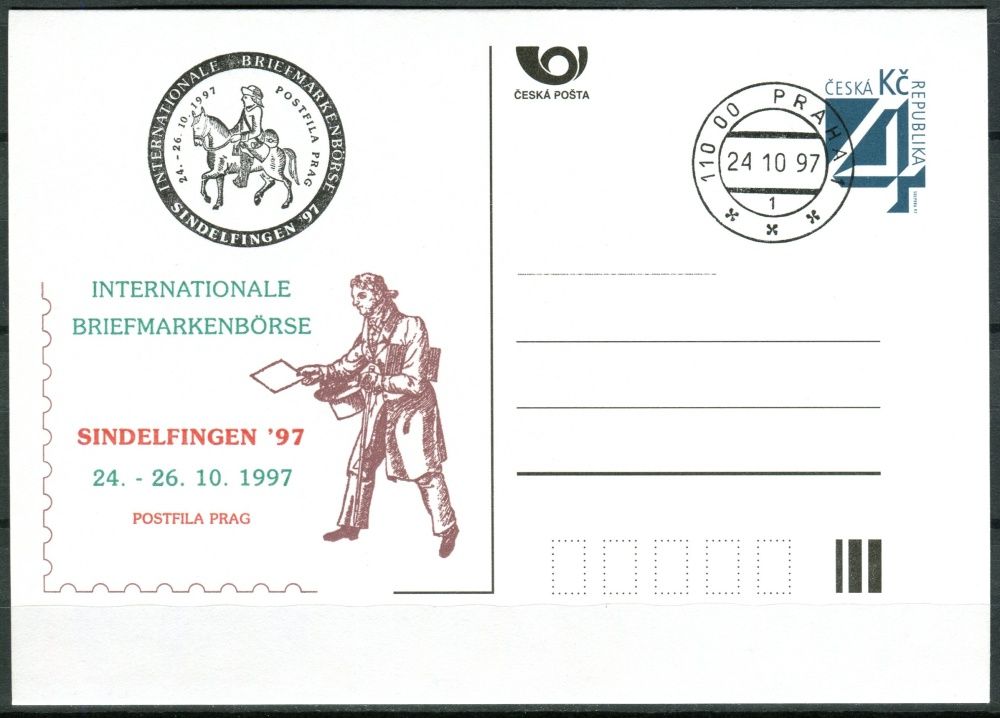 INTERNATIONALE BRIEFMARKENBÖRSE
24. - 26. 10. 1997 POSTFILA PRAG
SINDELFINGEN '97
INTERNATIONALE
BRIEFMARKENBÖRSE
SINDELFINGEN '97
24. - 26. 10. 1997
POSTFILA PRAG
ČESKÁ POŠTA
110 00 PRAHA 1
24 10 97
1
ČESKÁ Kč
REPUBLIKA
4